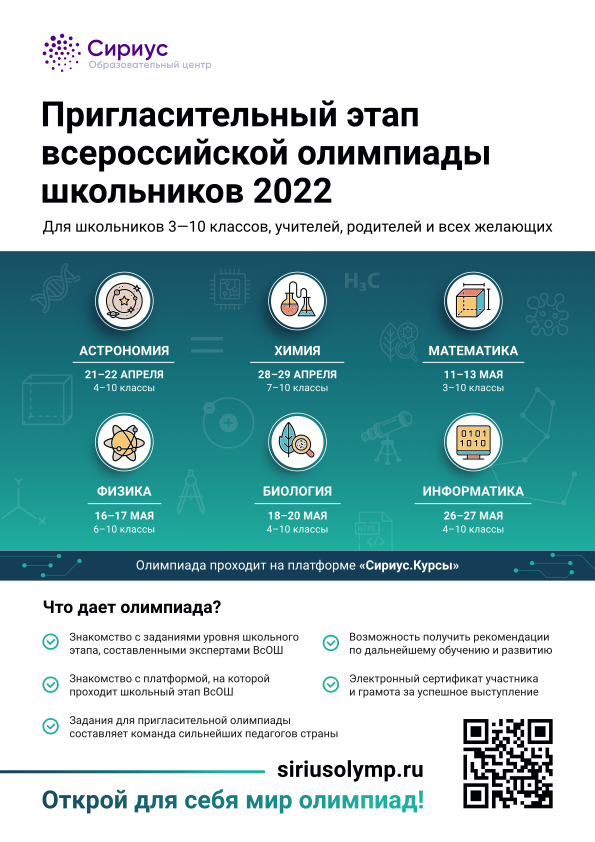 Сириус
Образовательный центр
Пригласительный этап
всероссийской олимпиады
школьников 2022
Для школьников 3—10 классов, учителей, родителей и всех желающих
H₃C
АСТРОНОМИЯ
21–22 АПРЕЛЯ
4–10 классы
ХИМИЯ
28–29 АПРЕЛЯ
7–10 классы
МАТЕМАТИКА
11–13 МАЯ
3–10 классы
0101
1010
ФИЗИКА
16–17 МАЯ
6–10 классы
БИОЛОГИЯ
18–20 МАЯ
4–10 классы
ИНФОРМАТИКА
26–27 МАЯ
4–10 классы
HTML
Олимпиада проходит на платформе «Сириус.Курсы»
Что дает олимпиада?
Знакомство с заданиями уровня школьного
этапа, составленными экспертами ВсОШ
Знакомство с платформой, на которой
проходит школьный этап ВсОШ
Задания для пригласительной олимпиады
составляет команда сильнейших педагогов страны
Возможность получить рекомендации
по дальнейшему обучению и развитию
Электронный сертификат участника
и грамота за успешное выступление
siriusolymp.ru
Открой для себя мир олимпиад!